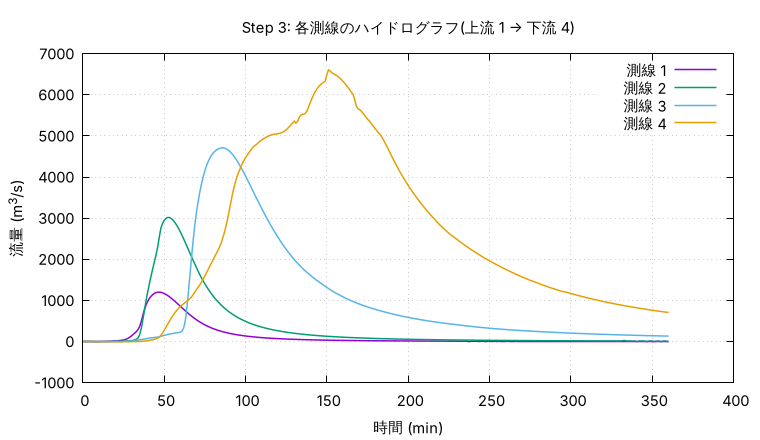 Step 3: 各測線のハイドログラフ(上流 1 → 下流 4)
7000
6000
5000
4000
3000
2000
1000
0
-1000
流量 (m³/s)
測線 1
測線 2
測線 3
測線 4
0 50 100 150 200 250 300 350 400
時間 (min)